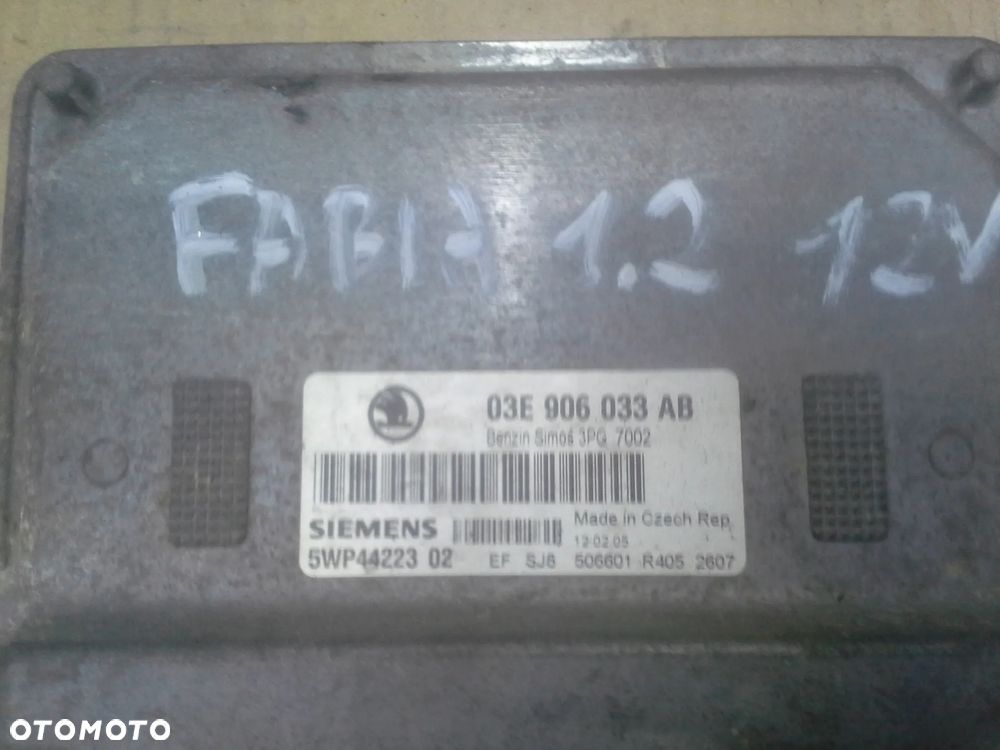 FABIA 1.2 12V
03E 906 033 AB
Benzin Simos 3PG 7002
SIEMENS
Made in Czech Rep
12.02.05
5WP44223 02 EF SJ6 506601 R405 2607
OTOMOTO